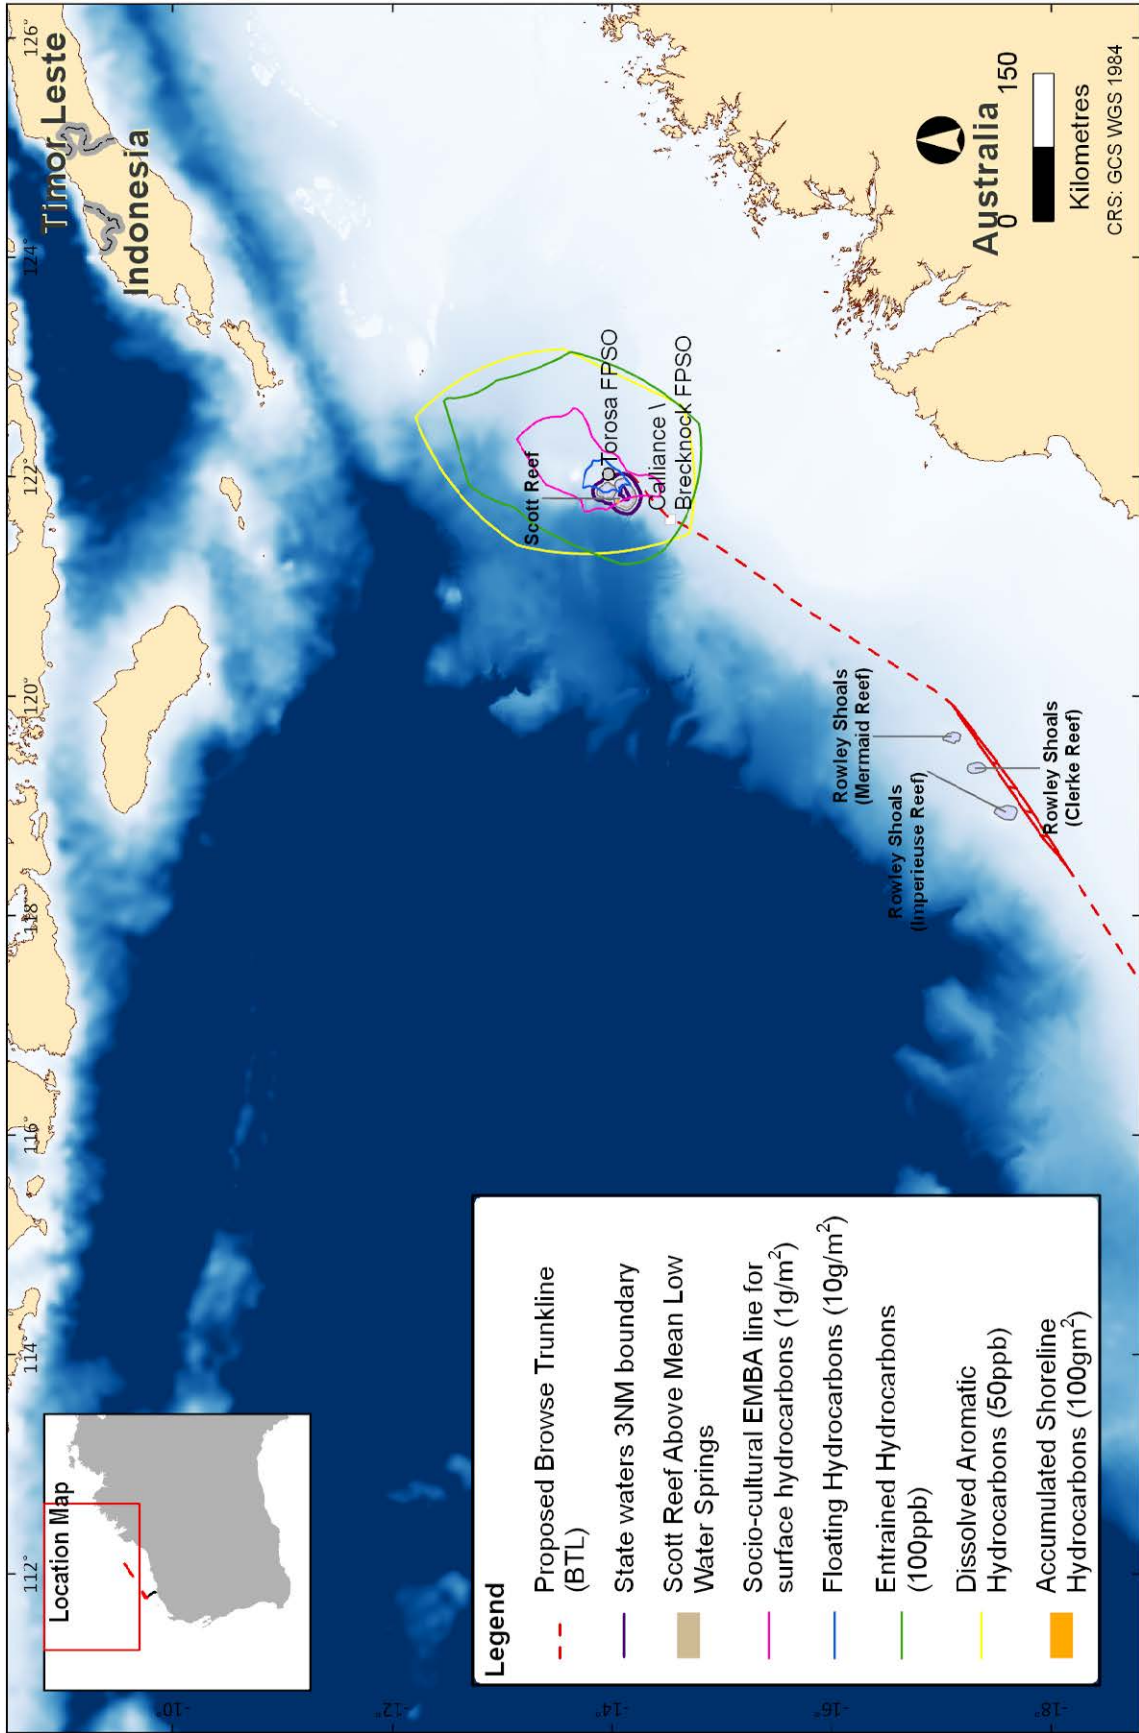 112°
114°
116°
118°
120°
122°
124°
126°
-10°
-12°
-14°
-16°
-18°
Location Map
Timor Leste
Indonesia
Scott Reef
Torosa FPSO
Calliance \
Brecknock FPSO
Rowley Shoals
(Mermaid Reef)
Rowley Shoals
(Imperieuse Reef)
Rowley Shoals
(Clerke Reef)
Australia
0 150
Kilometres
CRS: GCS WGS 1984
Legend
Proposed Browse Trunkline
(BTL)
State waters 3NM boundary
Scott Reef Above Mean Low
Water Springs
Socio-cultural EMBA line for
surface hydrocarbons (1g/m²)
Floating Hydrocarbons (10g/m²)
Entrained Hydrocarbons
(100ppb)
Dissolved Aromatic
Hydrocarbons (50ppb)
Accumulated Shoreline
Hydrocarbons (100gm²)